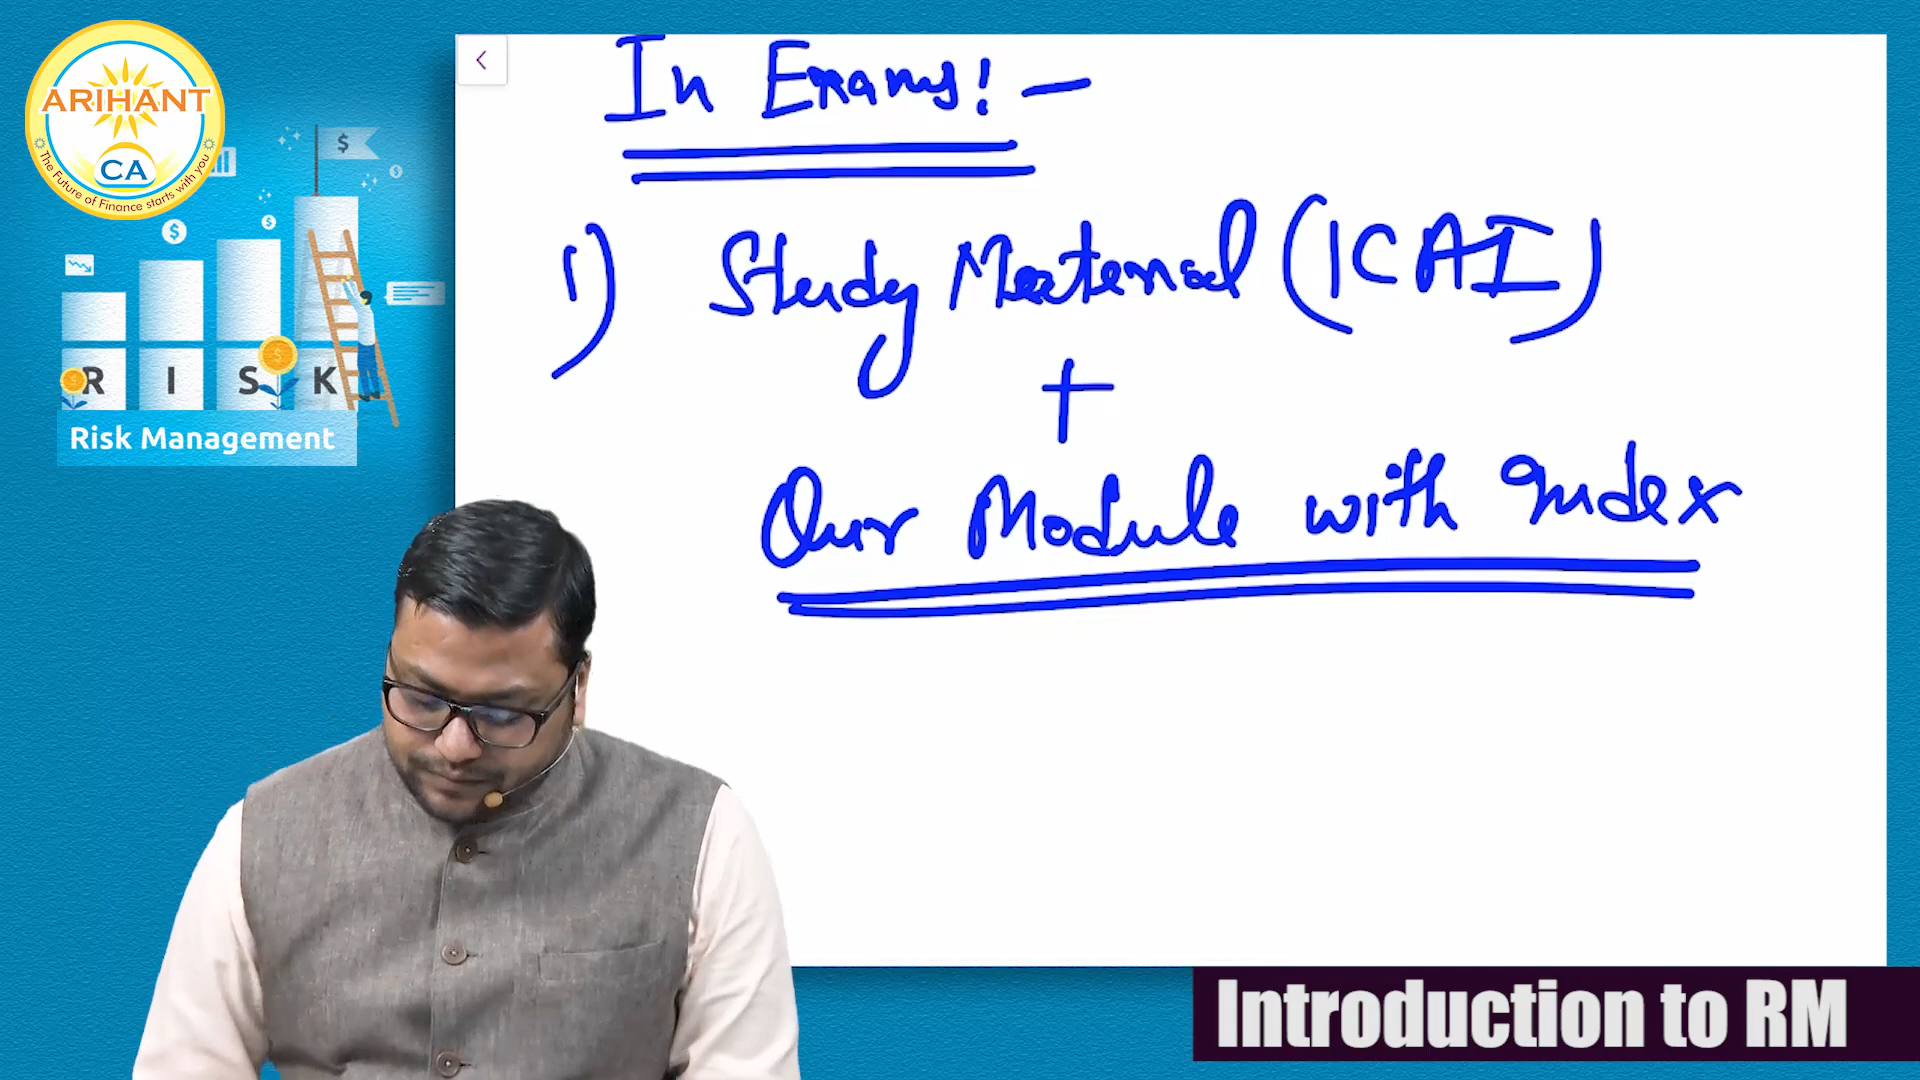 ARIHANT
CA
The Future of Finance starts with you
$
$
$
$
R I S K
$
$
Risk Management
In Exams:-
1) Study Material (ICAI)
+
Our Module with Index
Introduction to RM